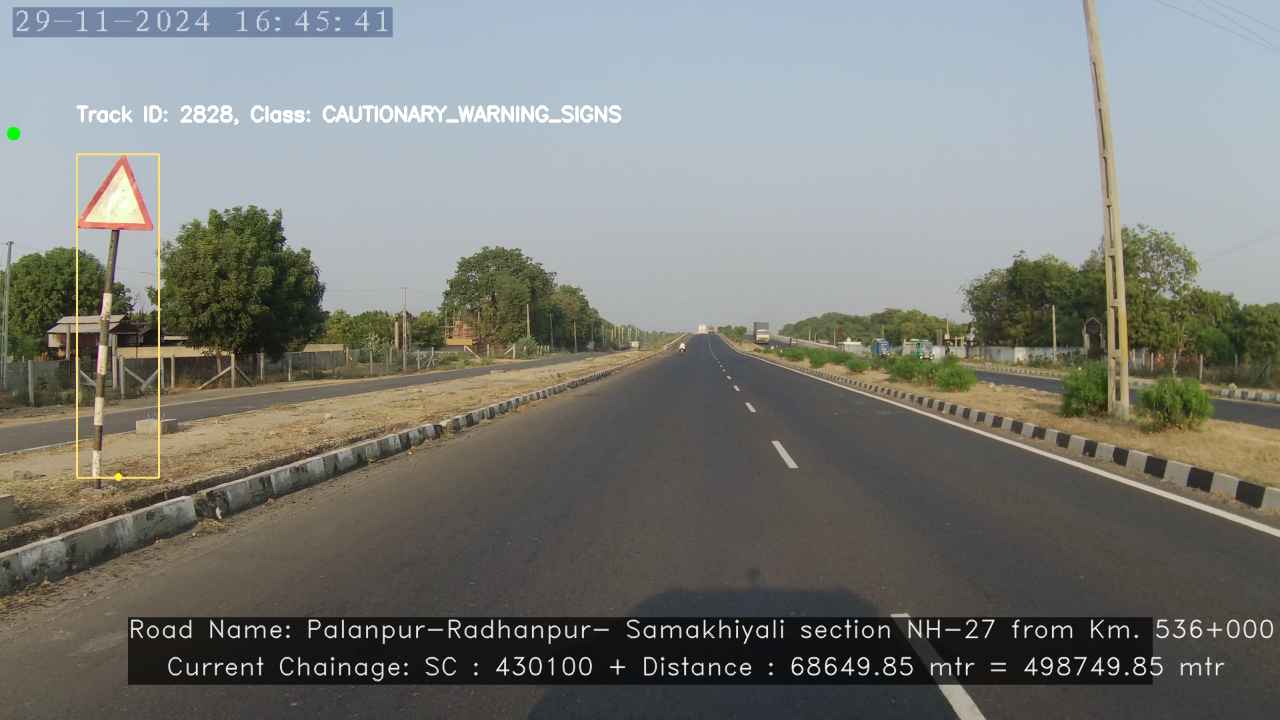 29-11-2024 16:45:41
Track ID: 2828, Class: CAUTIONARY_WARNING_SIGNS
Road Name: Palanpur-Radhanpur- Samakhiyali section NH-27 from Km. 536+000
Current Chainage: SC : 430100 + Distance : 68649.85 mtr = 498749.85 mtr